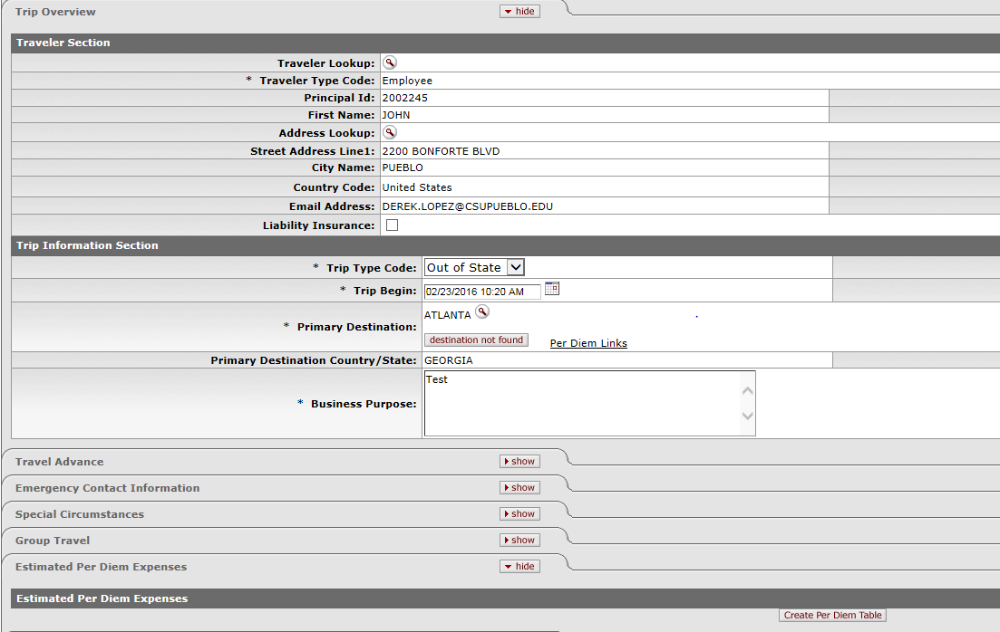 Trip Overview hide
Traveler Section
Traveler Lookup:
* Traveler Type Code: Employee
Principal Id: 2002245
First Name: JOHN
Address Lookup:
Street Address Line1: 2200 BONFORTE BLVD
City Name: PUEBLO
Country Code: United States
Email Address: DEREK.LOPEZ@CSUPUEBLO.EDU
Liability Insurance:
Trip Information Section
* Trip Type Code: Out of State
* Trip Begin: 02/23/2016 10:20 AM
* Primary Destination: ATLANTA
destination not found Per Diem Links
Primary Destination Country/State: GEORGIA
* Business Purpose: Test
Travel Advance show
Emergency Contact Information show
Special Circumstances show
Group Travel show
Estimated Per Diem Expenses hide
Estimated Per Diem Expenses
Create Per Diem Table